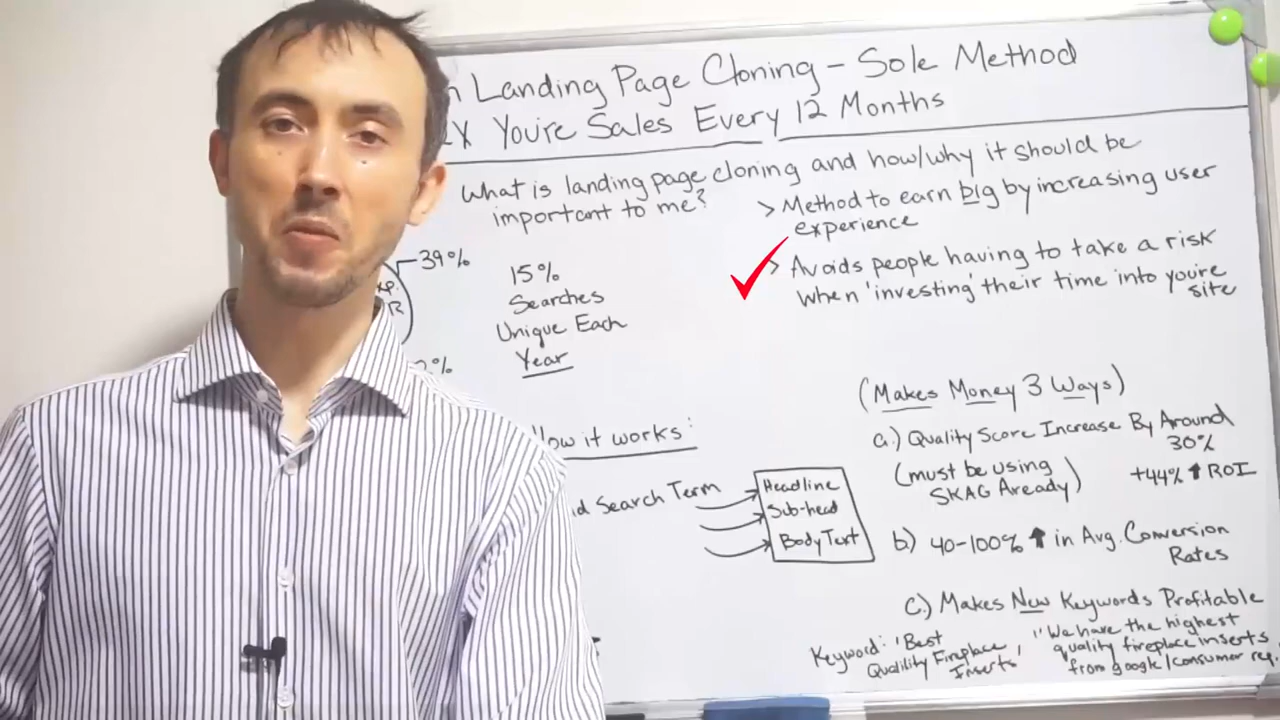 Landing Page Cloning - Sole Method
You're Sales Every 12 Months
What is landing page cloning and how/why it should be
important to me?
> Method to earn big by increasing user
experience
> Avoids people having to take a risk
when 'investing' their time into you're
site
39%
15%
Searches
Unique Each
Year
%
How it works:
Search Term
Headline
Sub-head
Body Text
(Makes Money 3 Ways)
a.) Quality Score Increase By Around
30%
(must be using
SKAG Aready)
+44% ↑ ROI
b) 40-100% ↑ in Avg. Conversion
Rates
c.) Makes New Keywords Profitable
Keyword: 'Best
Qualility Fireplace
Inserts'
"We have the highest
quality fireplace inserts
from google/consumer rep.